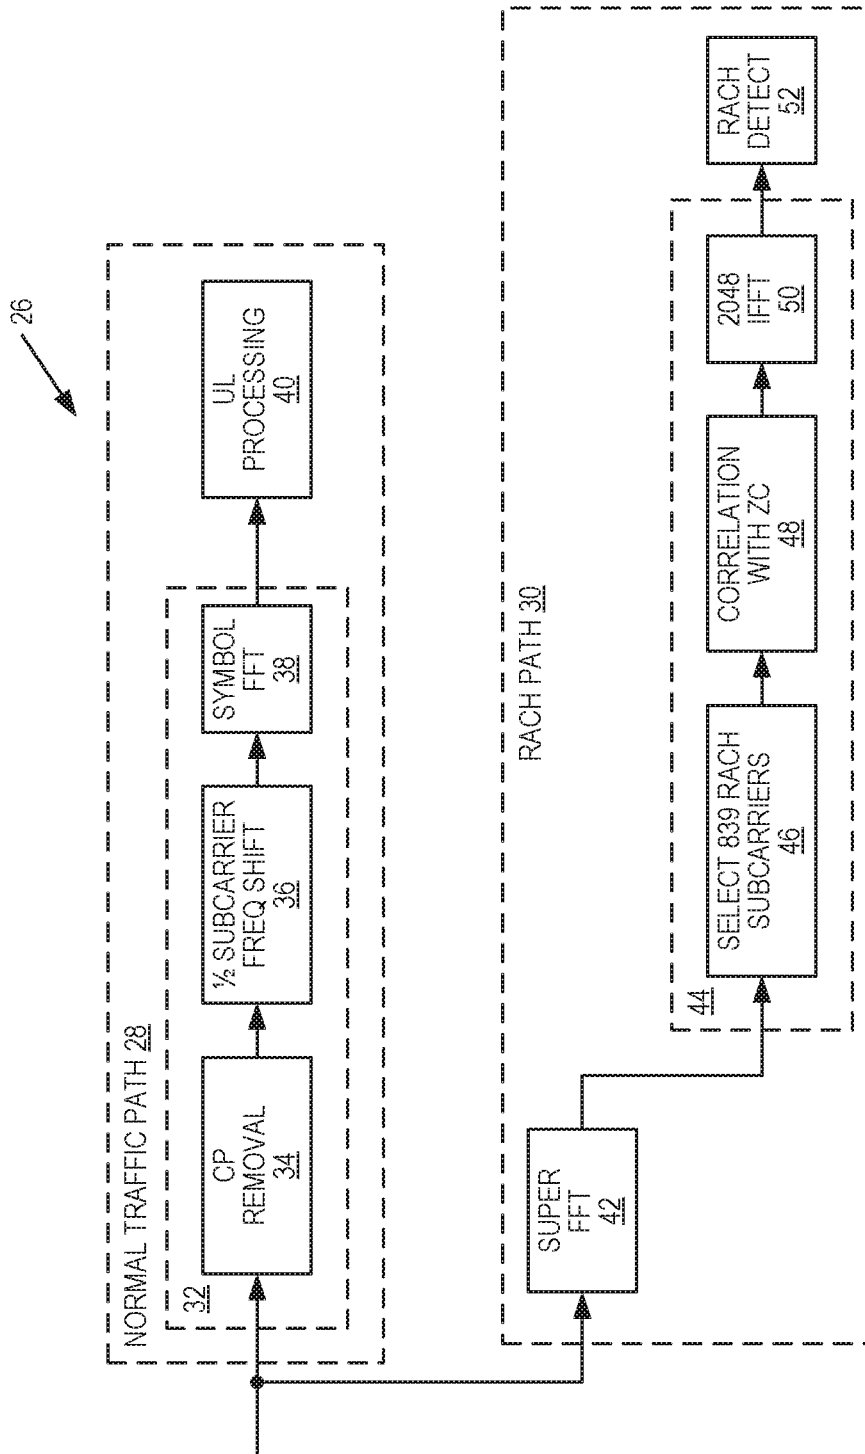 26
NORMAL TRAFFIC PATH 28
32
CP
REMOVAL
34
½ SUBCARRIER
FREQ SHIFT
36
SYMBOL
FFT
38
UL
PROCESSING
40
RACH PATH 30
SUPER
FFT
42
44
SELECT 839 RACH
SUBCARRIERS
46
CORRELATION
WITH ZC
48
2048
IFFT
50
RACH
DETECT
52